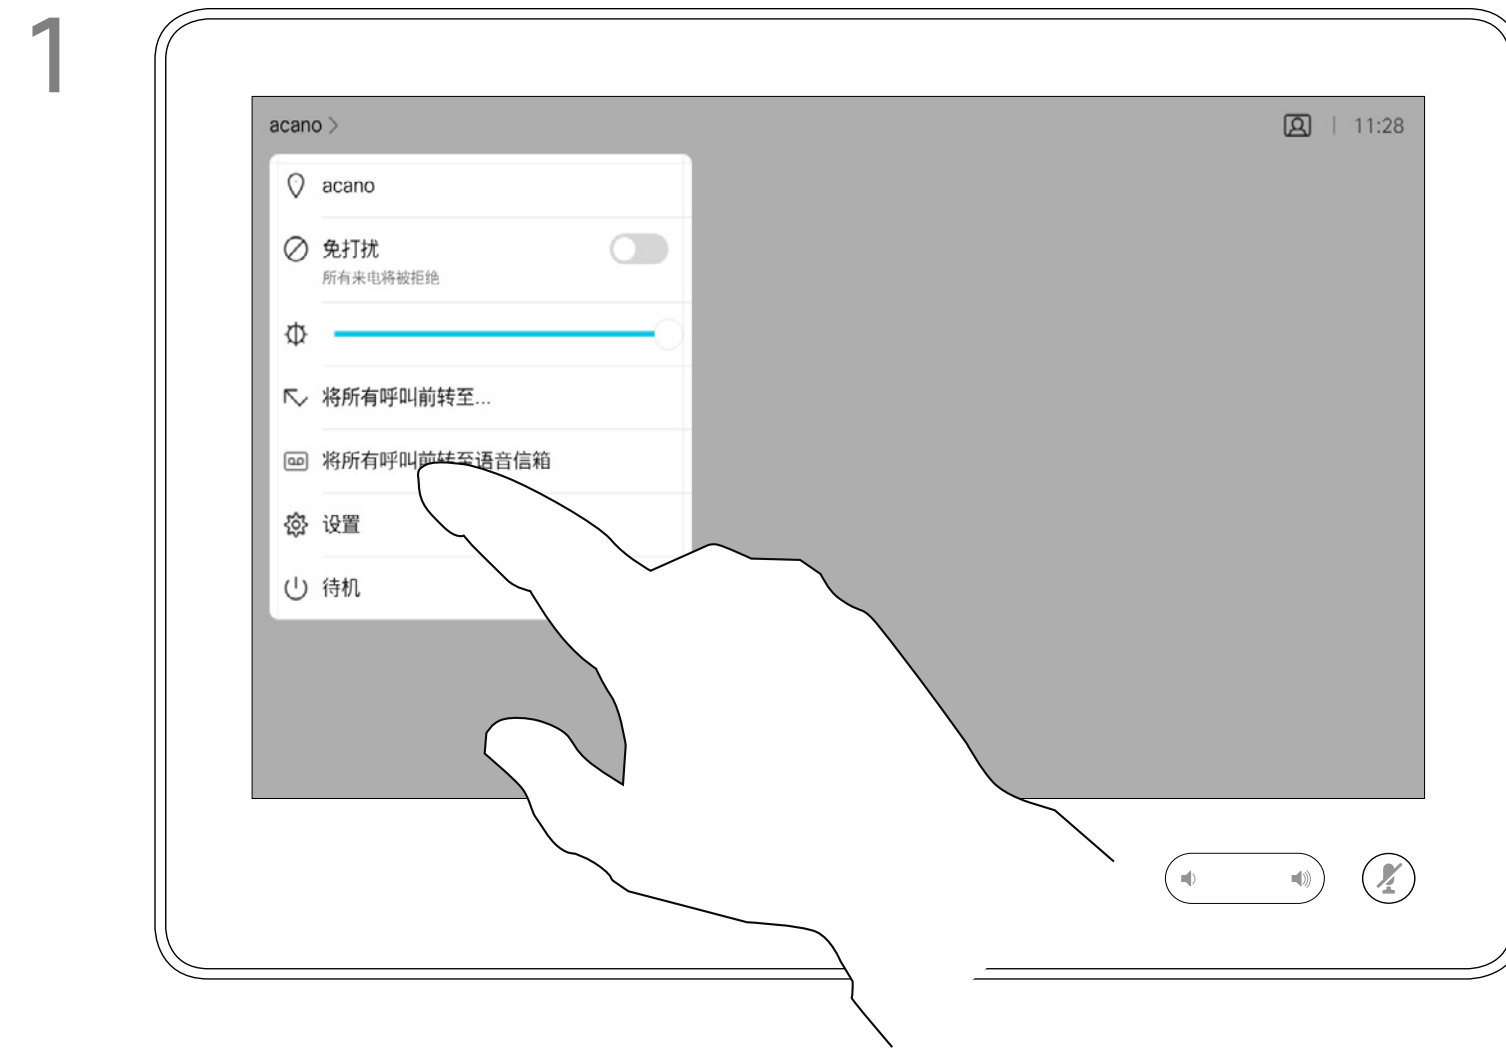 1
acano
11:28
acano
免打扰
所有来电将被拒绝
将所有呼叫前转至...
将所有呼叫前转至语音信箱
设置
待机